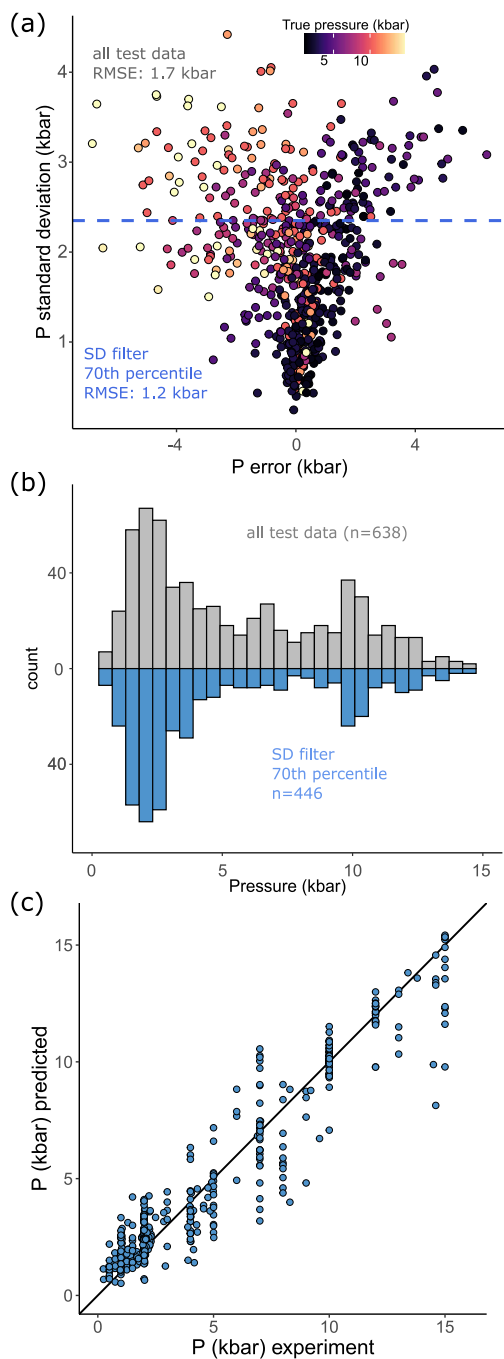 (a)
True pressure (kbar)
5 10
all test data
RMSE: 1.7 kbar
4
3
2
1
P standard deviation (kbar)
SD filter
70th percentile
RMSE: 1.2 kbar
-4 0 4
P error (kbar)
(b)
all test data (n=638)
40
0
40
count
SD filter
70th percentile
n=446
0 5 10 15
Pressure (kbar)
(c)
15
10
5
0
P (kbar) predicted
0 5 10 15
P (kbar) experiment